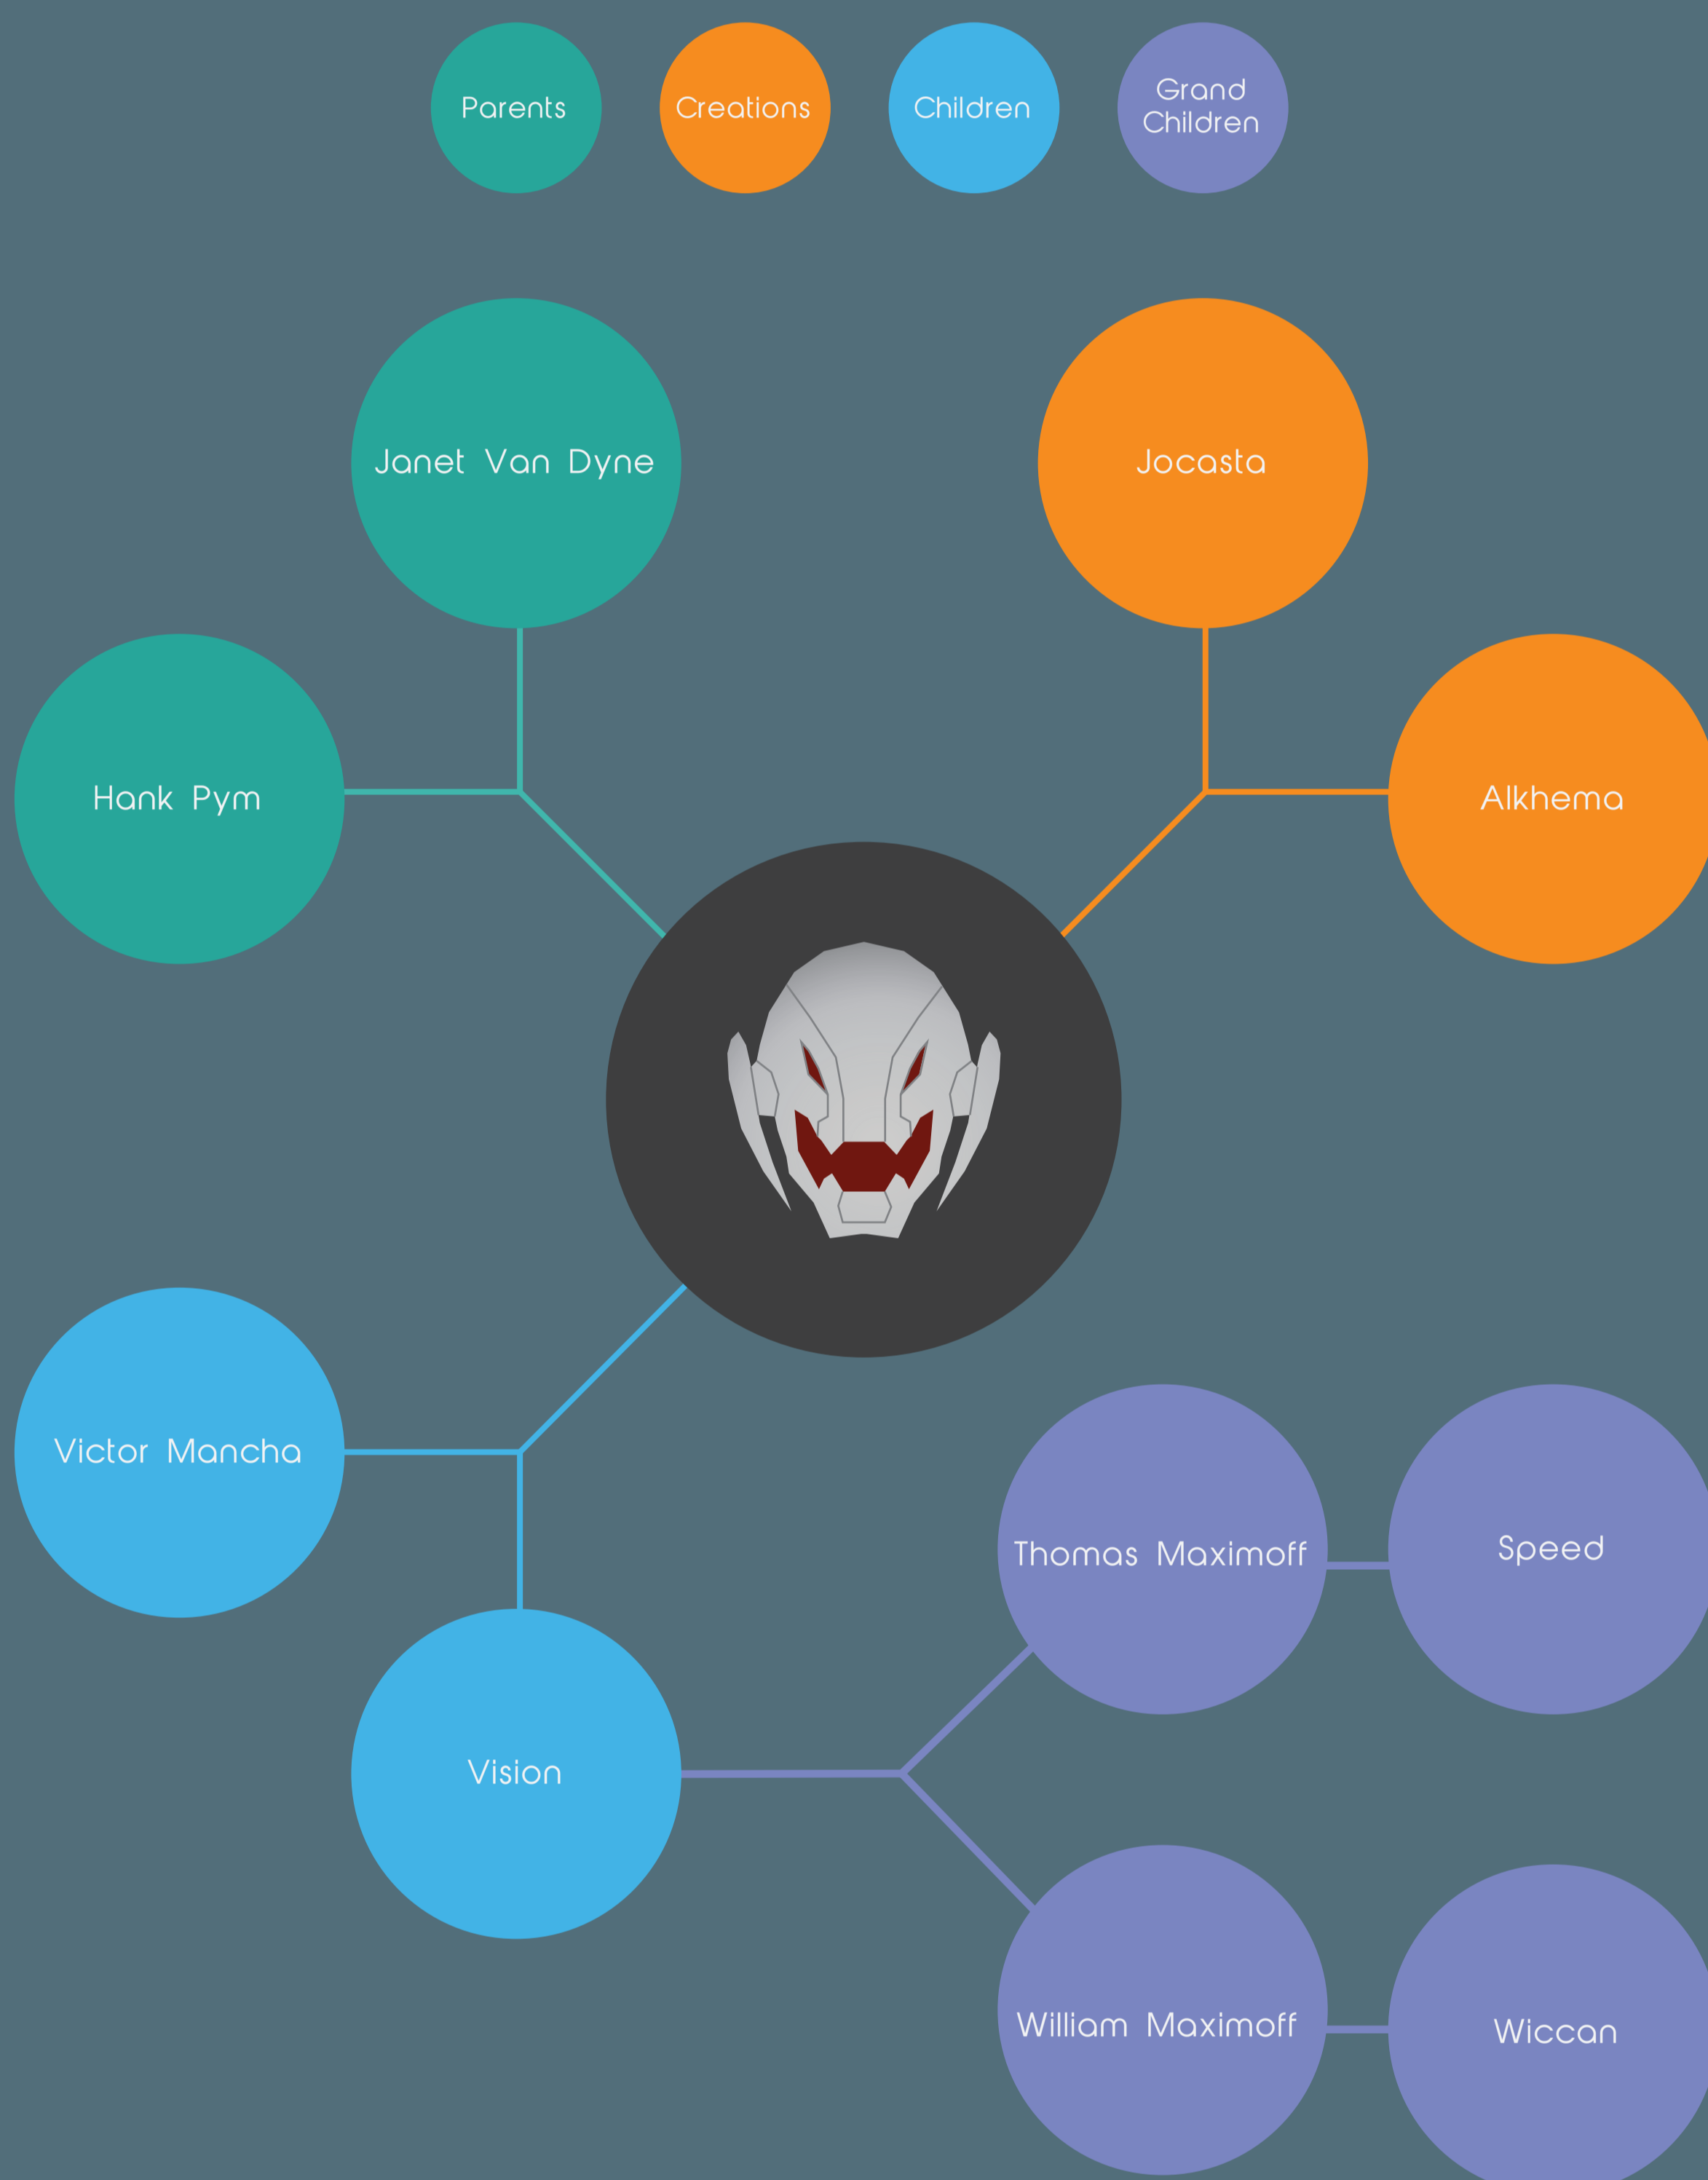 Parents
Creations
Children
Grand
Children
Janet Van Dyne
Jocasta
Hank Pym
Alkhema
Victor Mancha
Thomas Maximoff
Speed
Vision
William Maximoff
Wiccan